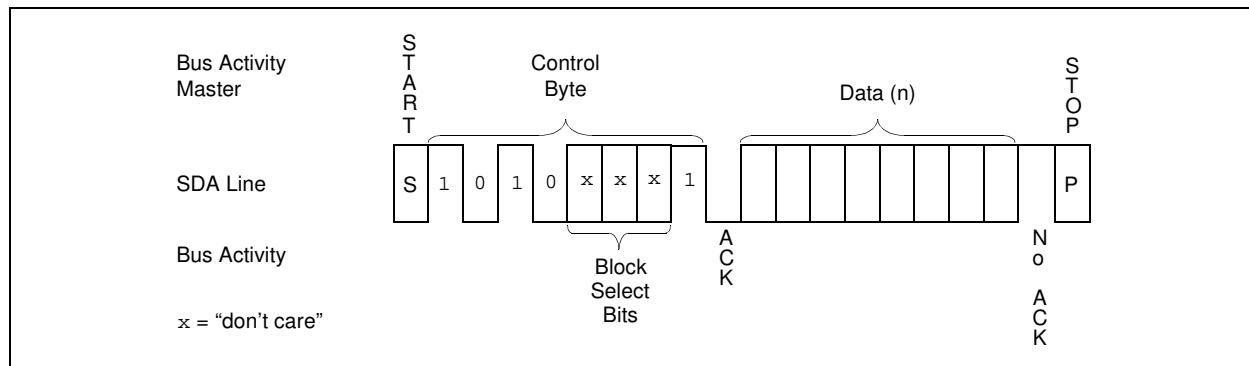 Bus Activity
Master
START
Control
Byte
Data (n)
STOP
SDA Line
S 1 0 1 0 x x x 1 P
Bus Activity
ACK
No ACK
Block
Select
Bits
x = “don’t care”